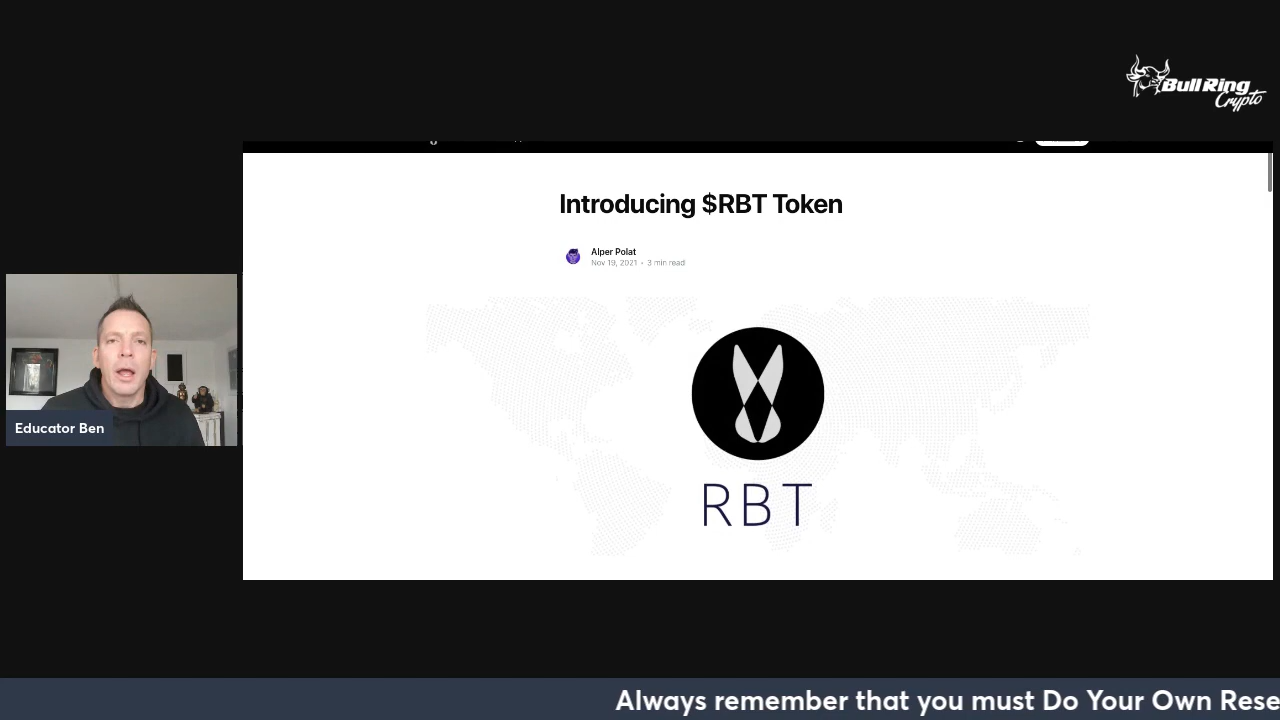 Bull Ring
Crypto
Introducing $RBT Token
Alper Polat
Nov 19, 2021 • 3 min read
RBT
Educator Ben
Always remember that you must Do Your Own Rese